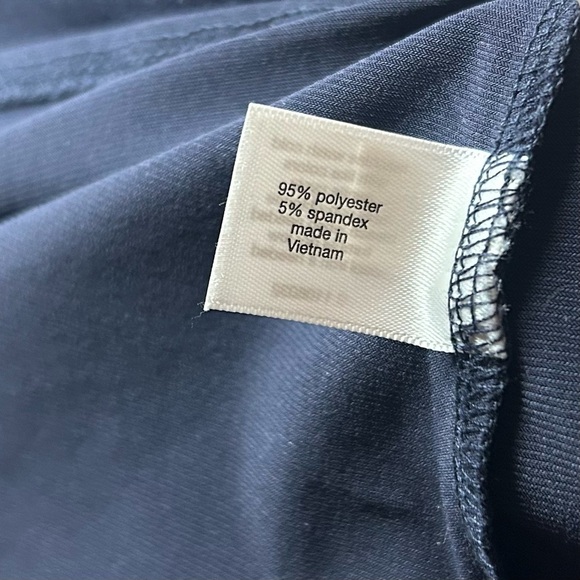 95% polyester
5% spandex
made in
Vietnam